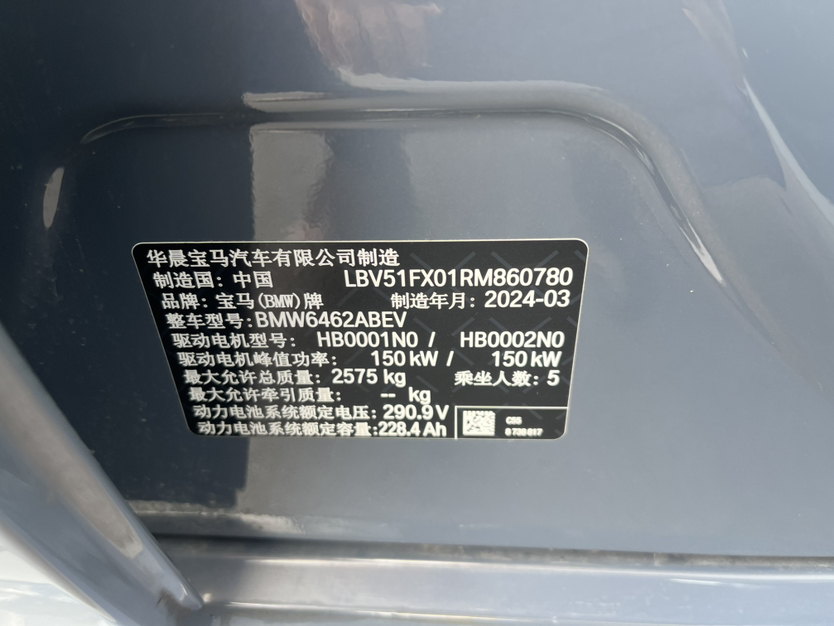 华晨宝马汽车有限公司制造
制造国: 中国 LBV51FX01RM860780
品牌: 宝马(BMW)牌 制造年月: 2024-03
整车型号: BMW6462ABEV
驱动电机型号: HB0001N0 / HB0002N0
驱动电机峰值功率: 150 kW / 150 kW
最大允许总质量: 2575 kg 乘坐人数: 5
最大允许牵引质量: -- kg
动力电池系统额定电压: 290.9 V
动力电池系统额定容量: 228.4 Ah